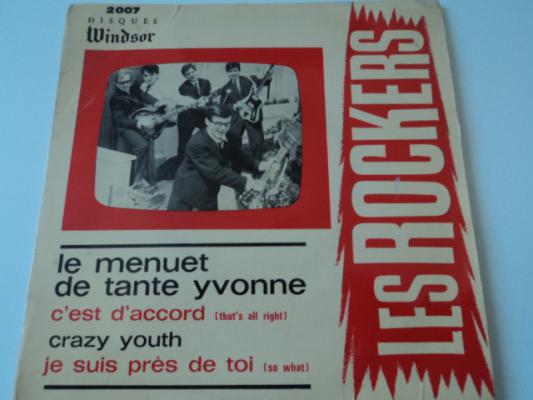 2007
DISQUES
Windsor
LES ROCKERS
le menuet
de tante yvonne
c'est d'accord (that's all right)
crazy youth
je suis près de toi (so what)